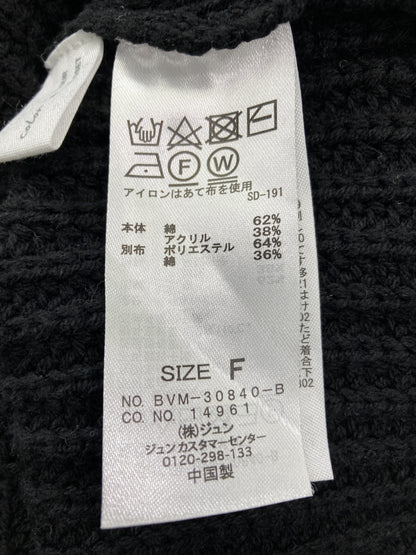 color
F
W
アイロンはあて布を使用
SD-191
本体 綿 62%
アクリル 38%
別布 ポリエステル 64%
綿 36%
SIZE F
NO. BVM-30840-B
CO. NO. 14961
(株)ジュン
ジュンカスタマーセンター
0120-298-133
中国製